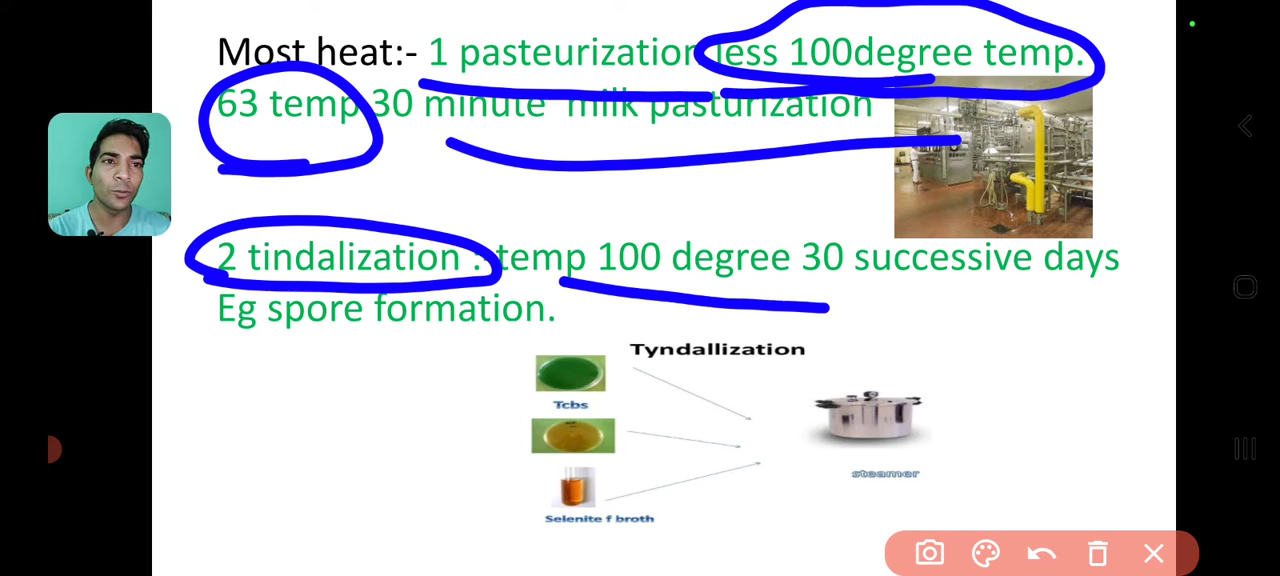 Most heat:- 1 pasteurization less 100degree temp.
63 temp 30 minute milk pasturization
2 tindalization :- temp 100 degree 30 successive days
Eg spore formation.
Tyndallization
Tcbs
steamer
Selenite f broth